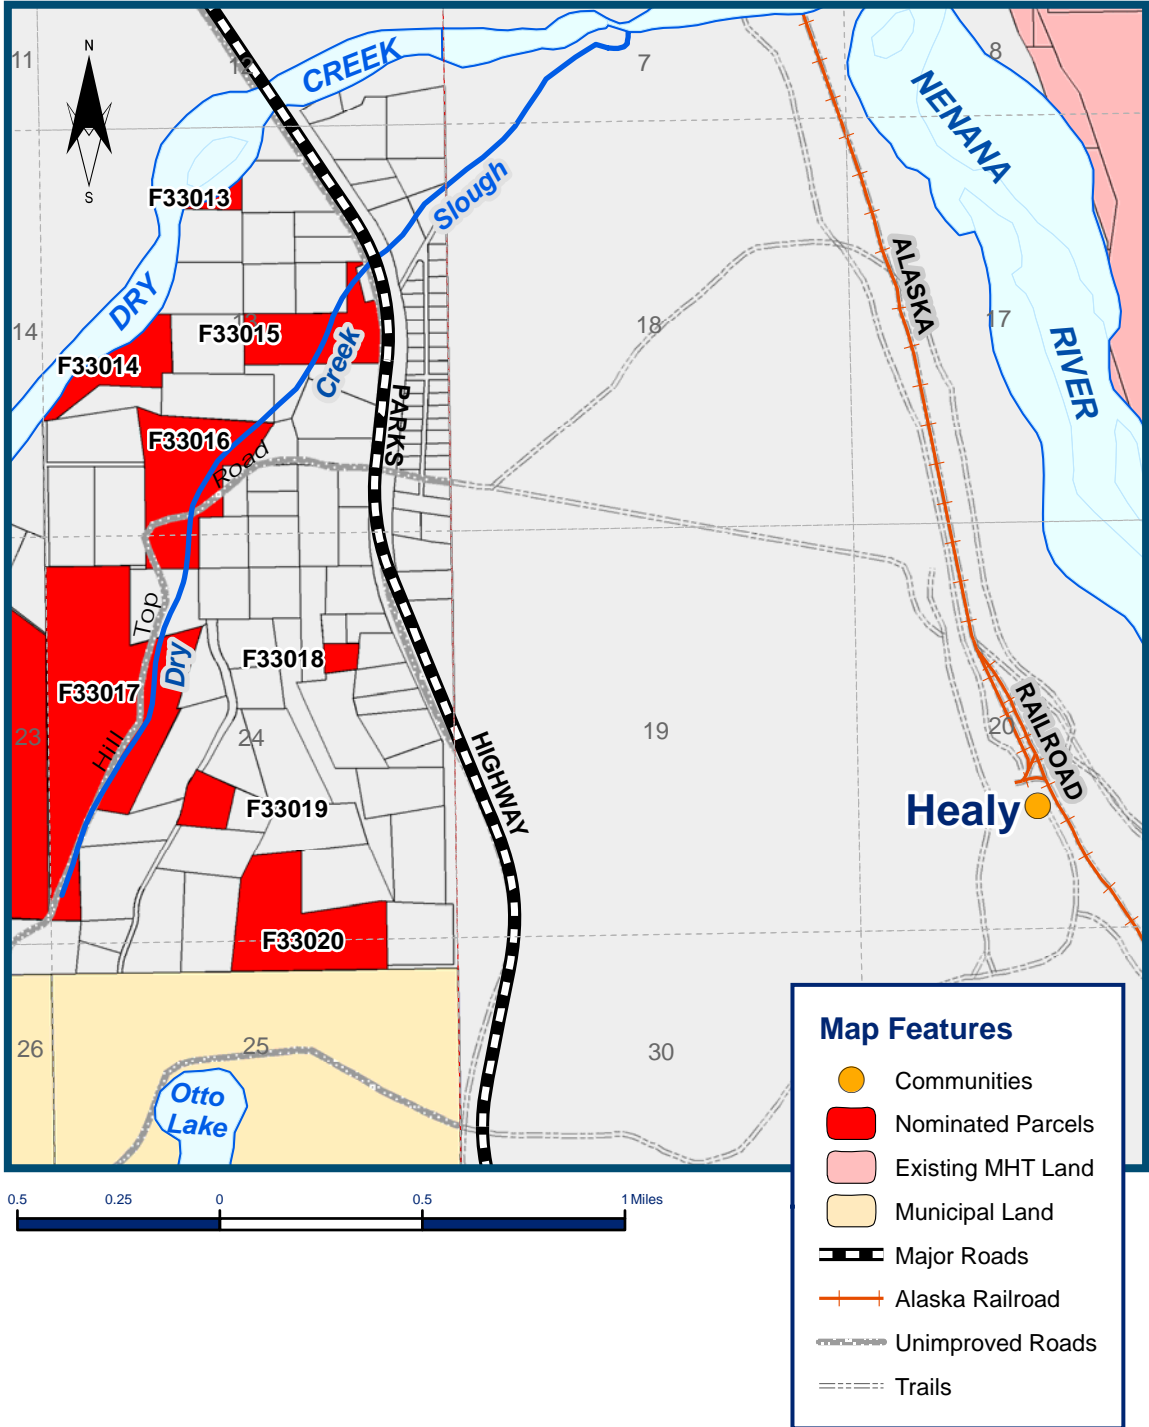 11
12
7
8
N
S
CREEK
NENANA
F33013
Slough
DRY
ALASKA
14
13
F33015
18
17
F33014
Creek
RIVER
PARKS
F33016
Road
Top
F33018
Dry
F33017
23
24
19
20
RAILROAD
Hill
HIGHWAY
F33019
Healy
F33020
26
25
30
Otto
Lake
Map Features
Communities
Nominated Parcels
Existing MHT Land
Municipal Land
Major Roads
Alaska Railroad
Unimproved Roads
Trails
0.5 0.25 0 0.5 1 Miles